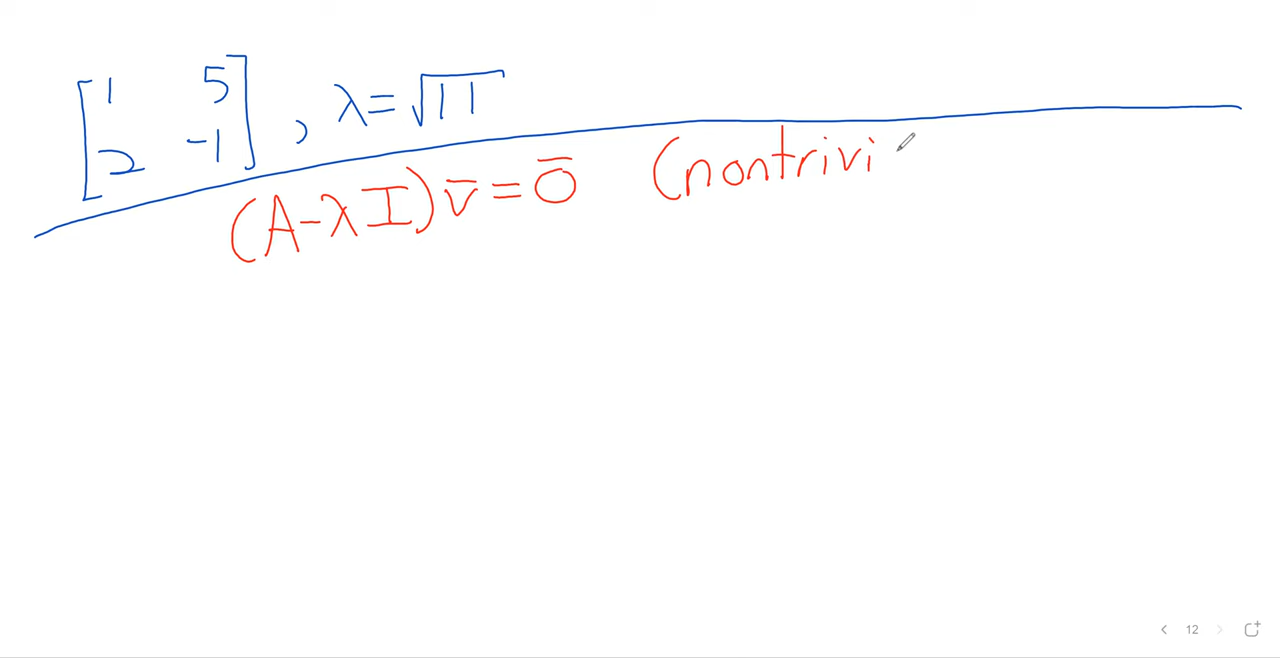 [1 5
2 -1], λ = √11
(A-λI)v̄ = 0̄ (nontrivi
12